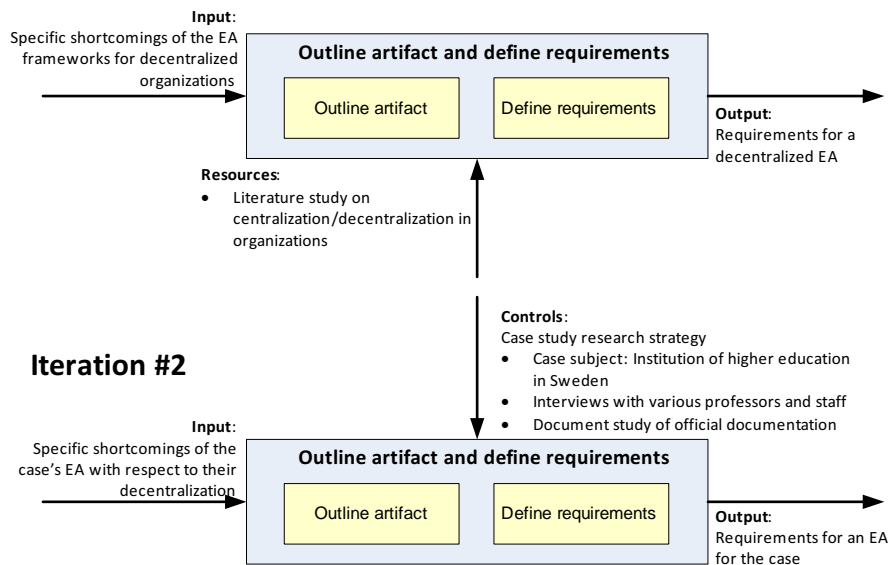 Input:
Specific shortcomings of the EA
frameworks for decentralized
organizations
Outline artifact and define requirements
Outline artifact
Define requirements
Output:
Requirements for a
decentralized EA
Resources:
• Literature study on
centralization/decentralization in
organizations
Controls:
Case study research strategy
• Case subject: Institution of higher education
in Sweden
• Interviews with various professors and staff
• Document study of official documentation
Iteration #2
Input:
Specific shortcomings of the
case's EA with respect to their
decentralization
Outline artifact and define requirements
Outline artifact
Define requirements
Output:
Requirements for an EA
for the case